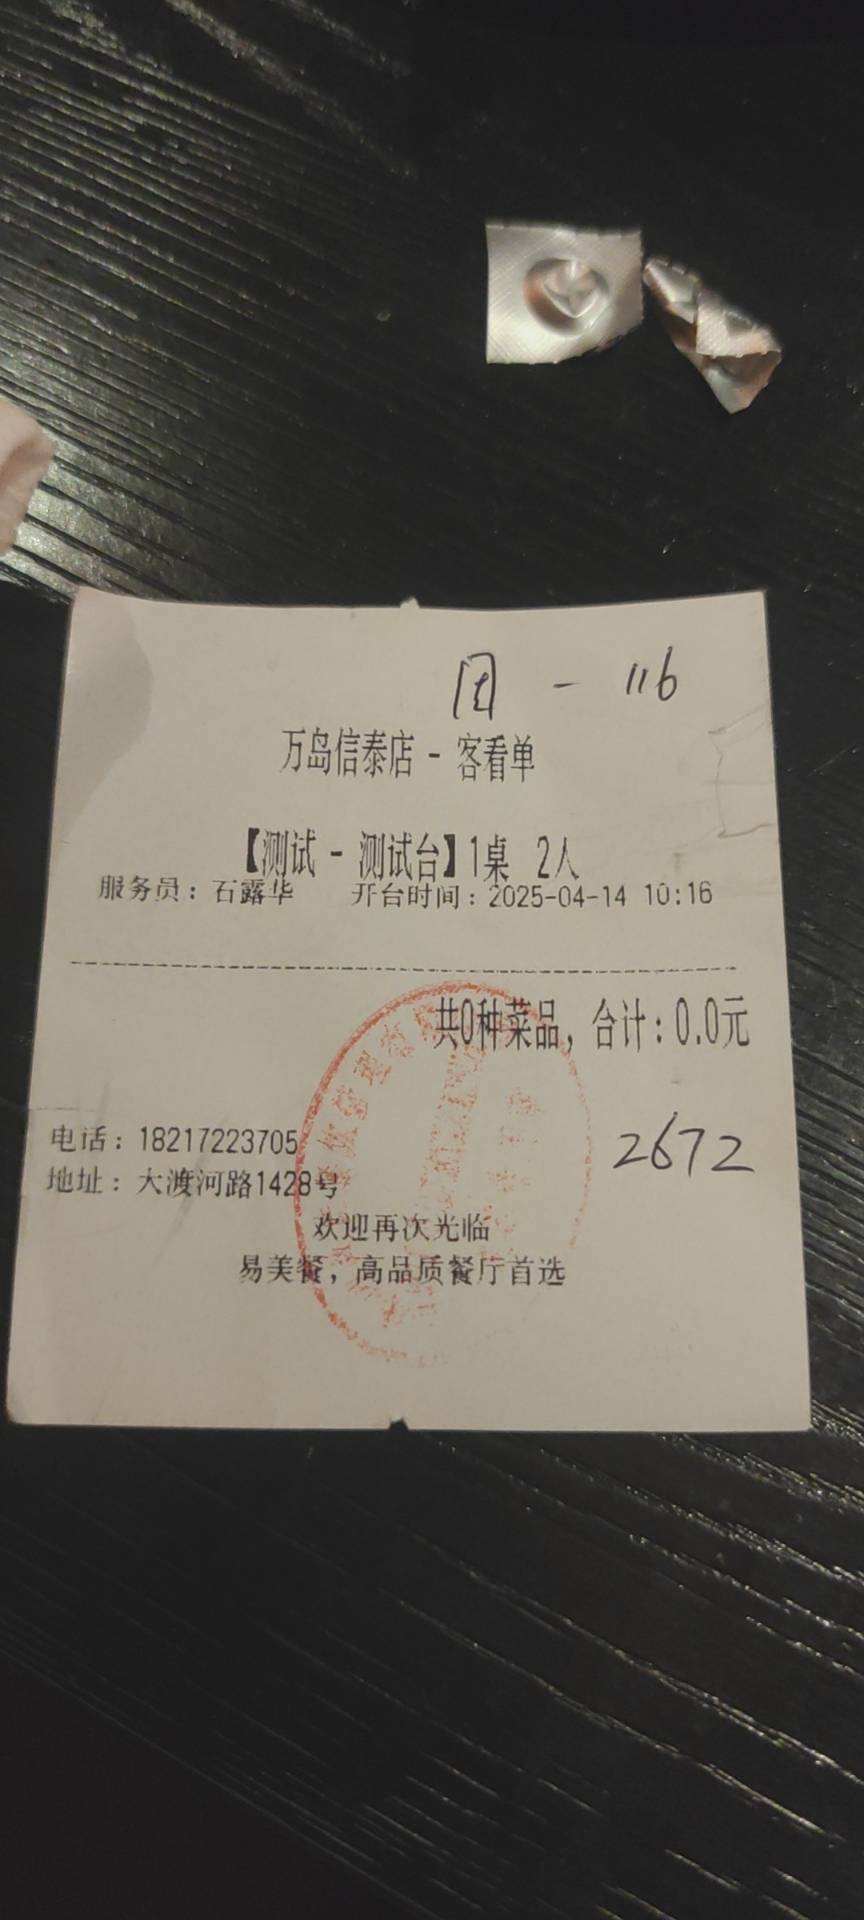 团 - 116
万岛信泰店 - 客看单
【测试 - 测试台】1桌 2人
服务员：石露华 开台时间：2025-04-14 10:16
共0种菜品，合计：0.0元
电话：18217223705
2672
地址：大渡河路1428号
欢迎再次光临
易美餐，高品质餐厅首选